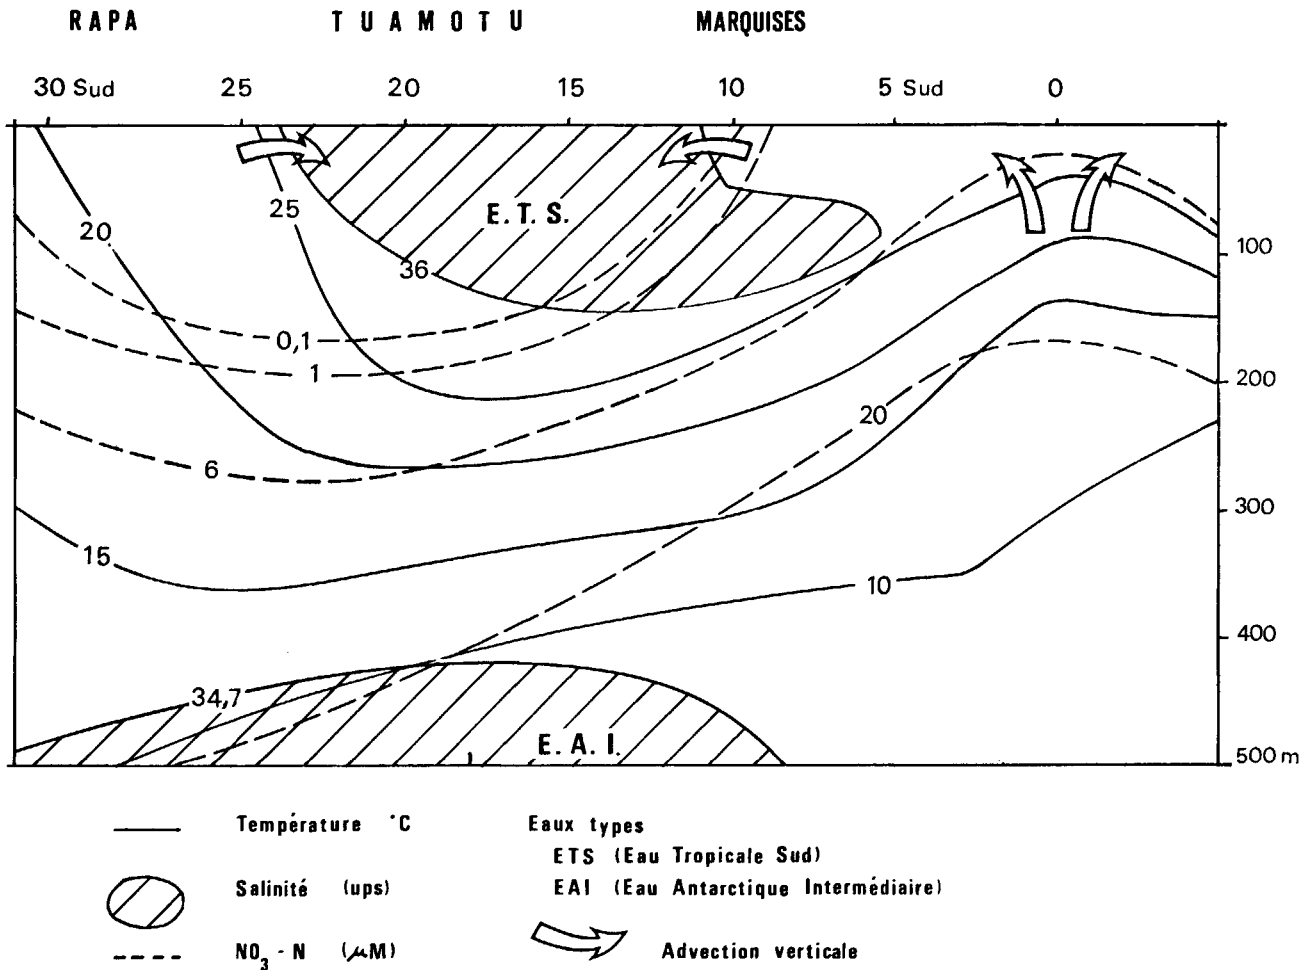 RAPA TUAMOTU MARQUISES
30 Sud 25 20 15 10 5 Sud 0
25
E.T.S.
20
100
36
0,1
1
200
20
6
300
15
10
400
34,7
E.A.I.
500 m
Température °C
Eaux types
ETS (Eau Tropicale Sud)
Salinité (ups)
EAI (Eau Antarctique Intermédiaire)
NO3 - N (μM)
Advection verticale